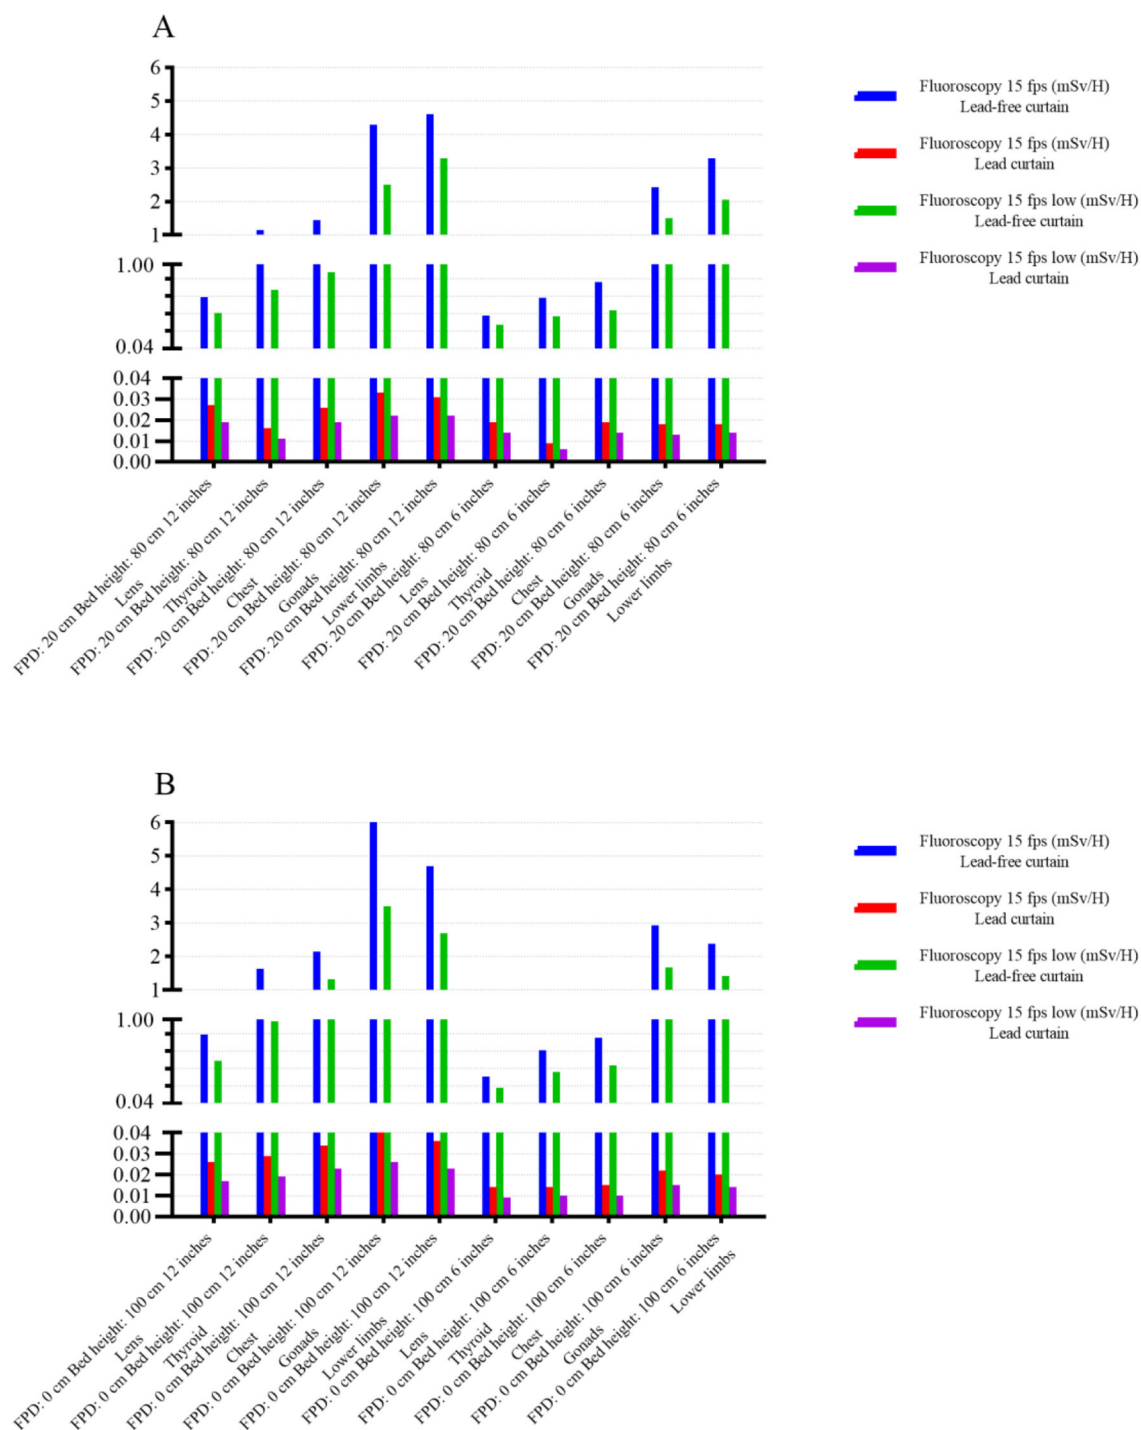 A
6
5
4
3
2
1
1.00
0.04
0.04
0.03
0.02
0.01
0.00
Fluoroscopy 15 fps (mSv/H)
Lead-free curtain
Fluoroscopy 15 fps (mSv/H)
Lead curtain
Fluoroscopy 15 fps low (mSv/H)
Lead-free curtain
Fluoroscopy 15 fps low (mSv/H)
Lead curtain
FPD: 20 cm Bed height: 80 cm 12 inches
Lens
FPD: 20 cm Bed height: 80 cm 12 inches
Thyroid
FPD: 20 cm Bed height: 80 cm 12 inches
Chest
FPD: 20 cm Bed height: 80 cm 12 inches
Gonads
FPD: 20 cm Bed height: 80 cm 12 inches
Lower limbs
FPD: 20 cm Bed height: 80 cm 6 inches
Lens
FPD: 20 cm Bed height: 80 cm 6 inches
Thyroid
FPD: 20 cm Bed height: 80 cm 6 inches
Chest
FPD: 20 cm Bed height: 80 cm 6 inches
Gonads
FPD: 20 cm Bed height: 80 cm 6 inches
Lower limbs
B
6
5
4
3
2
1
1.00
0.04
0.04
0.03
0.02
0.01
0.00
Fluoroscopy 15 fps (mSv/H)
Lead-free curtain
Fluoroscopy 15 fps (mSv/H)
Lead curtain
Fluoroscopy 15 fps low (mSv/H)
Lead-free curtain
Fluoroscopy 15 fps low (mSv/H)
Lead curtain
FPD: 0 cm Bed height: 100 cm 12 inches
Lens
FPD: 0 cm Bed height: 100 cm 12 inches
Thyroid
FPD: 0 cm Bed height: 100 cm 12 inches
Chest
FPD: 0 cm Bed height: 100 cm 12 inches
Gonads
FPD: 0 cm Bed height: 100 cm 12 inches
Lower limbs
FPD: 0 cm Bed height: 100 cm 6 inches
Lens
FPD: 0 cm Bed height: 100 cm 6 inches
Thyroid
FPD: 0 cm Bed height: 100 cm 6 inches
Chest
FPD: 0 cm Bed height: 100 cm 6 inches
Gonads
FPD: 0 cm Bed height: 100 cm 6 inches
Lower limbs